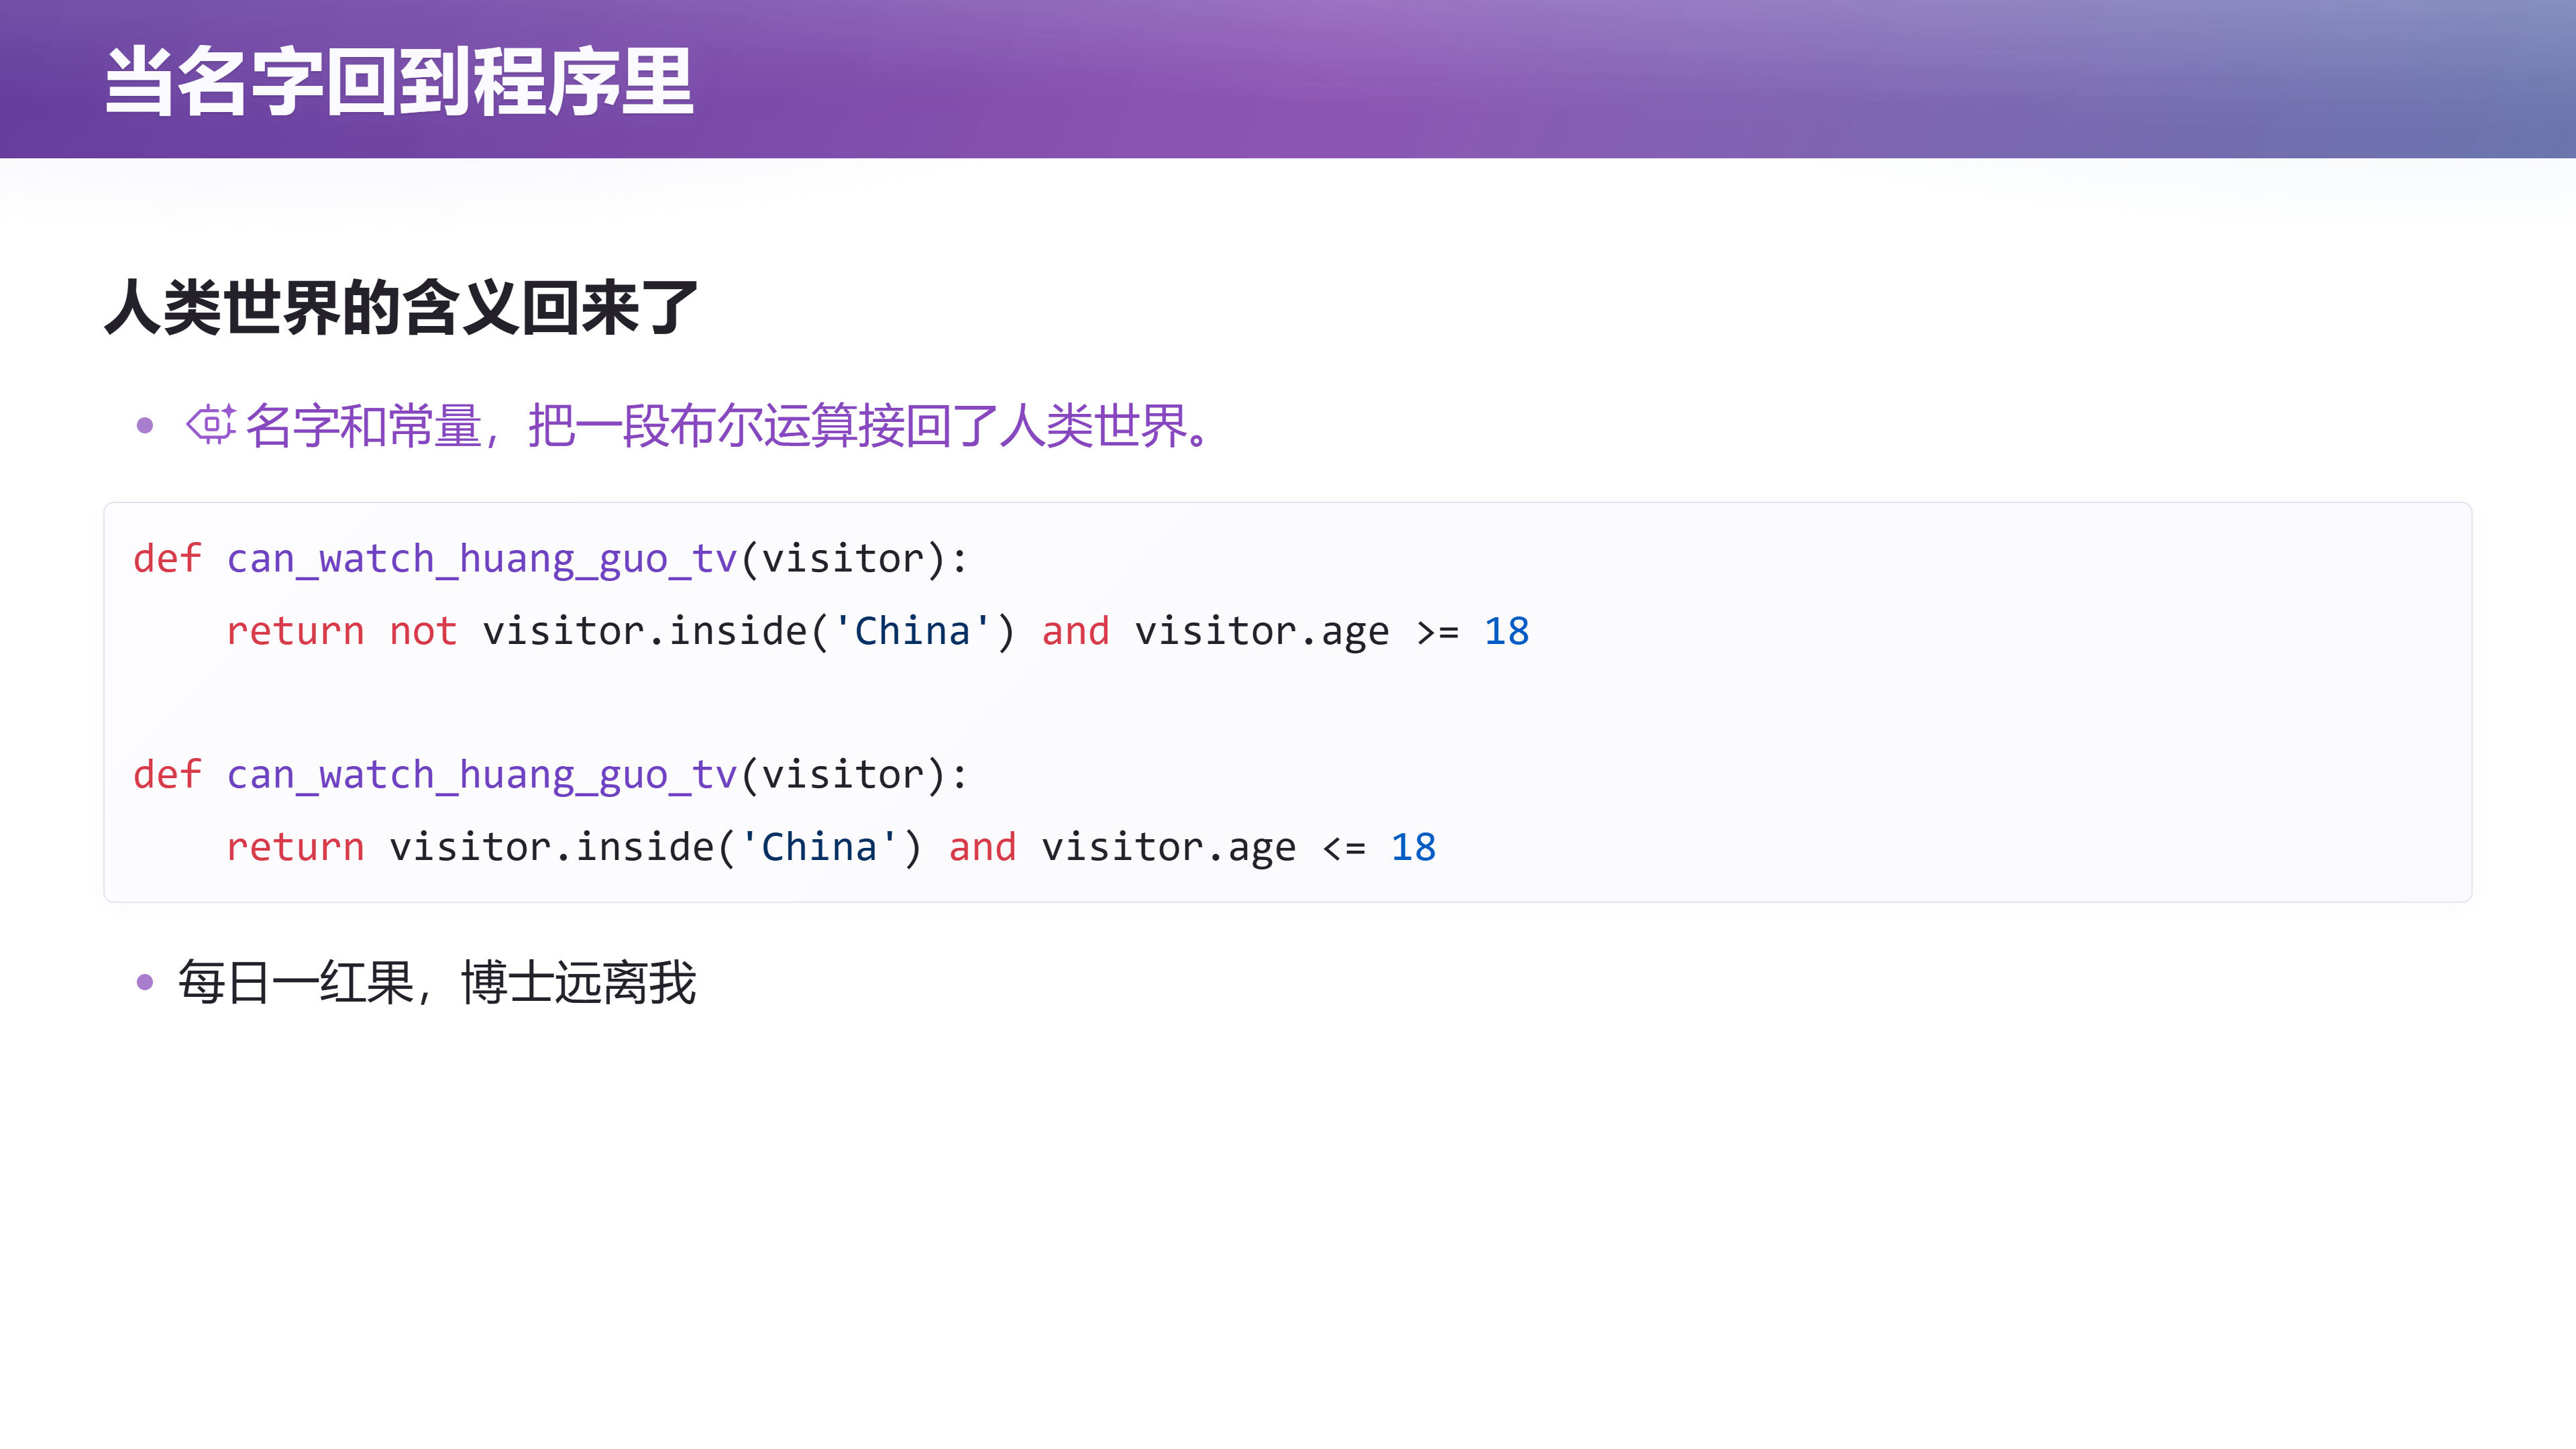 当名字回到程序里
人类世界的含义回来了
名字和常量，把一段布尔运算接回了人类世界。
def can_watch_huang_guo_tv(visitor):
    return not visitor.inside('China') and visitor.age >= 18
def can_watch_huang_guo_tv(visitor):
    return visitor.inside('China') and visitor.age <= 18
每日一红果，博士远离我